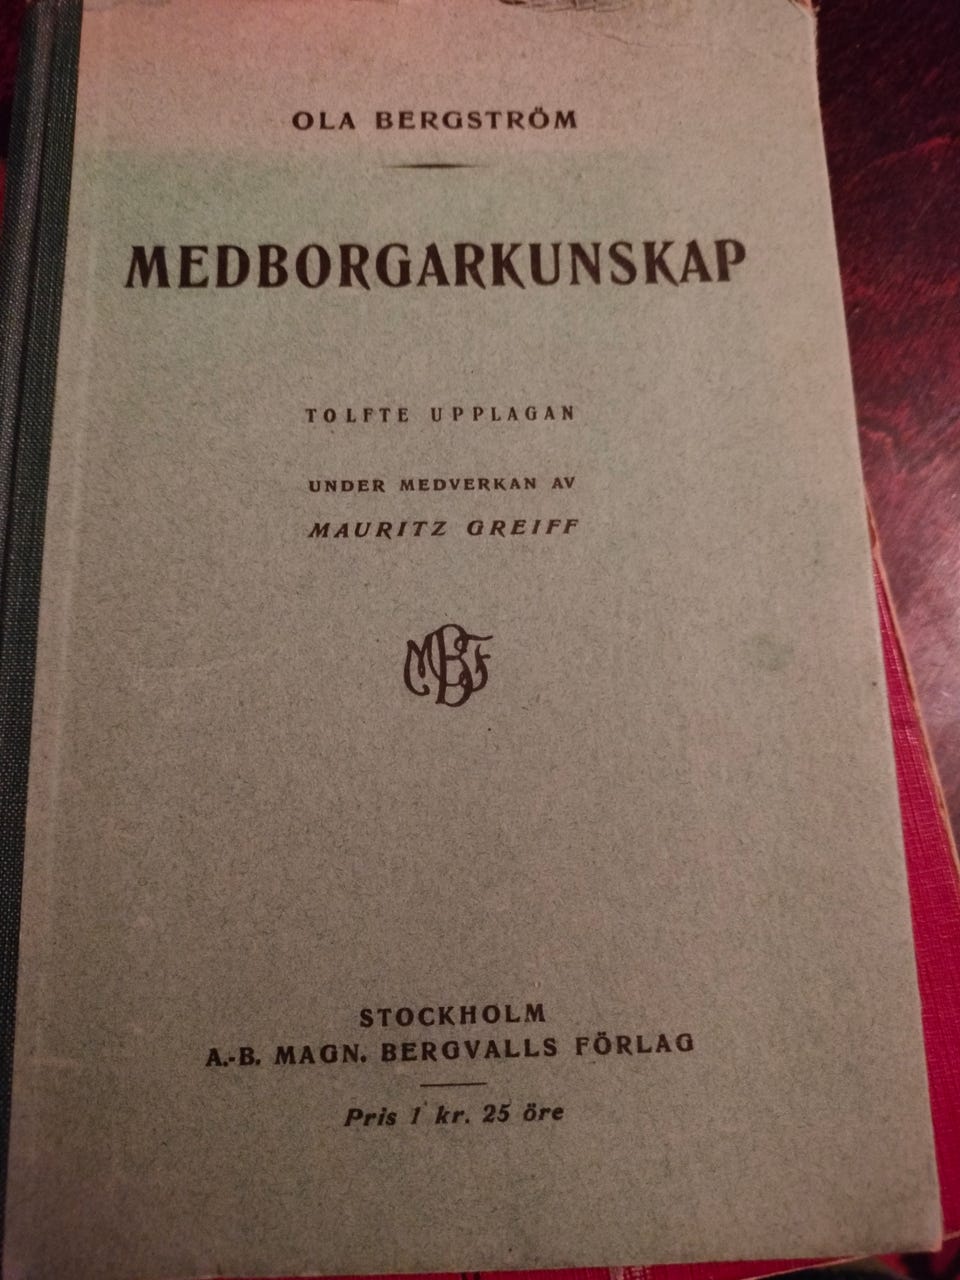 OLA BERGSTRÖM
MEDBORGARKUNSKAP
TOLFTE UPPLAGAN
UNDER MEDVERKAN AV
MAURITZ GREIFF
MBF
STOCKHOLM
A.-B. MAGN. BERGVALLS FÖRLAG
Pris 1 kr. 25 öre